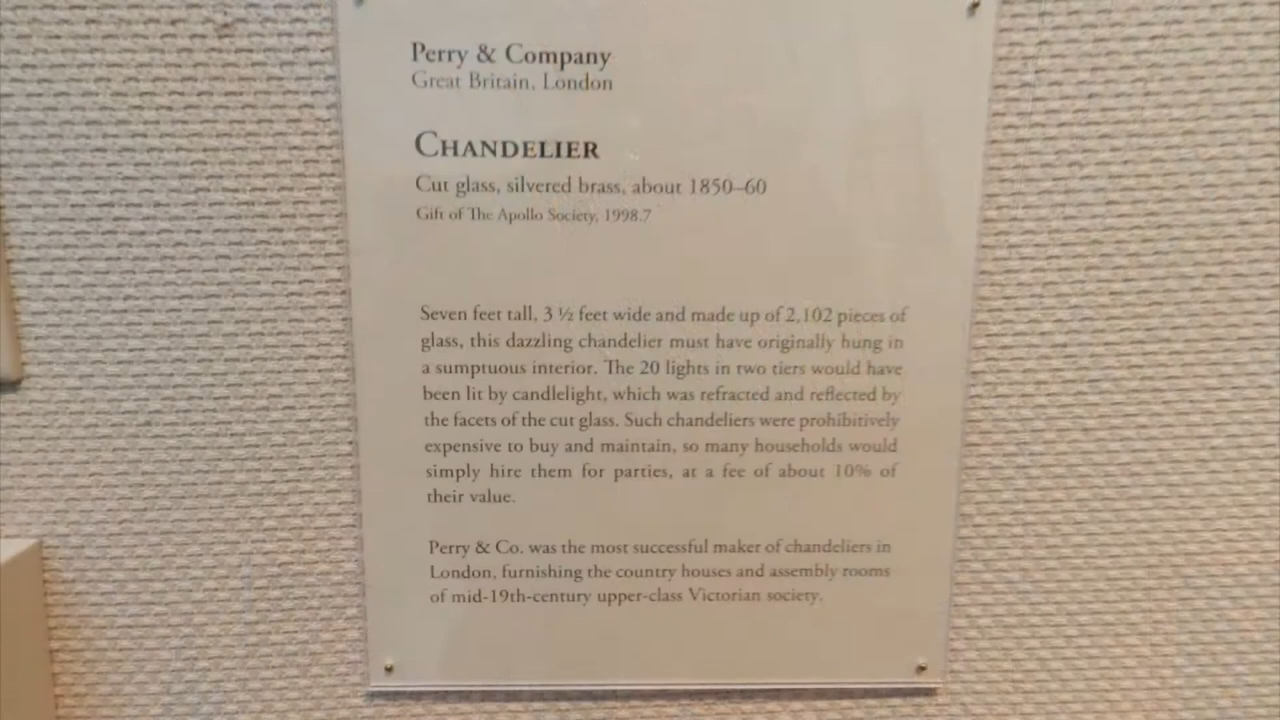 Perry & Company
Great Britain, London
CHANDELIER
Cut glass, silvered brass, about 1850–60
Gift of The Apollo Society, 1998.7
Seven feet tall, 3 ½ feet wide and made up of 2,102 pieces of
glass, this dazzling chandelier must have originally hung in
a sumptuous interior. The 20 lights in two tiers would have
been lit by candlelight, which was refracted and reflected by
the facets of the cut glass. Such chandeliers were prohibitively
expensive to buy and maintain, so many households would
simply hire them for parties, at a fee of about 10% of
their value.
Perry & Co. was the most successful maker of chandeliers in
London, furnishing the country houses and assembly rooms
of mid-19th-century upper-class Victorian society.